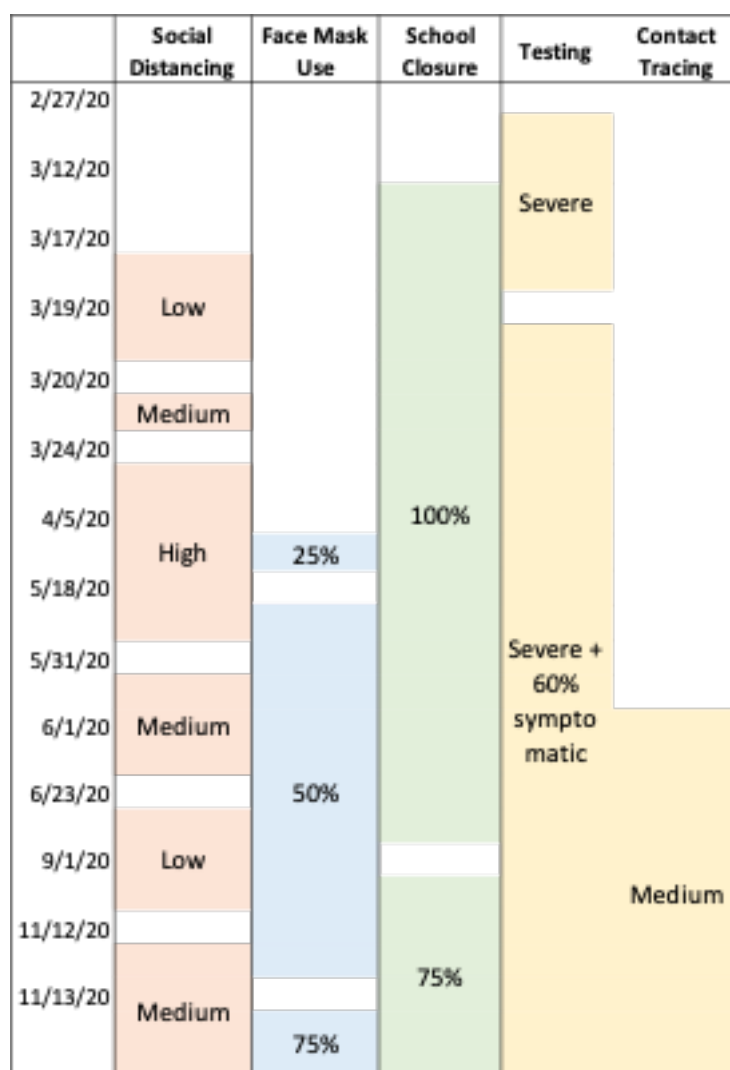 Social Distancing
Face Mask Use
School Closure
Testing
Contact Tracing
2/27/20
3/12/20
Severe
3/17/20
3/19/20
Low
3/20/20
Medium
3/24/20
4/5/20
100%
High
25%
5/18/20
5/31/20
Severe +
60%
sympto
matic
6/1/20
Medium
6/23/20
50%
9/1/20
Low
Medium
11/12/20
75%
11/13/20
Medium
75%